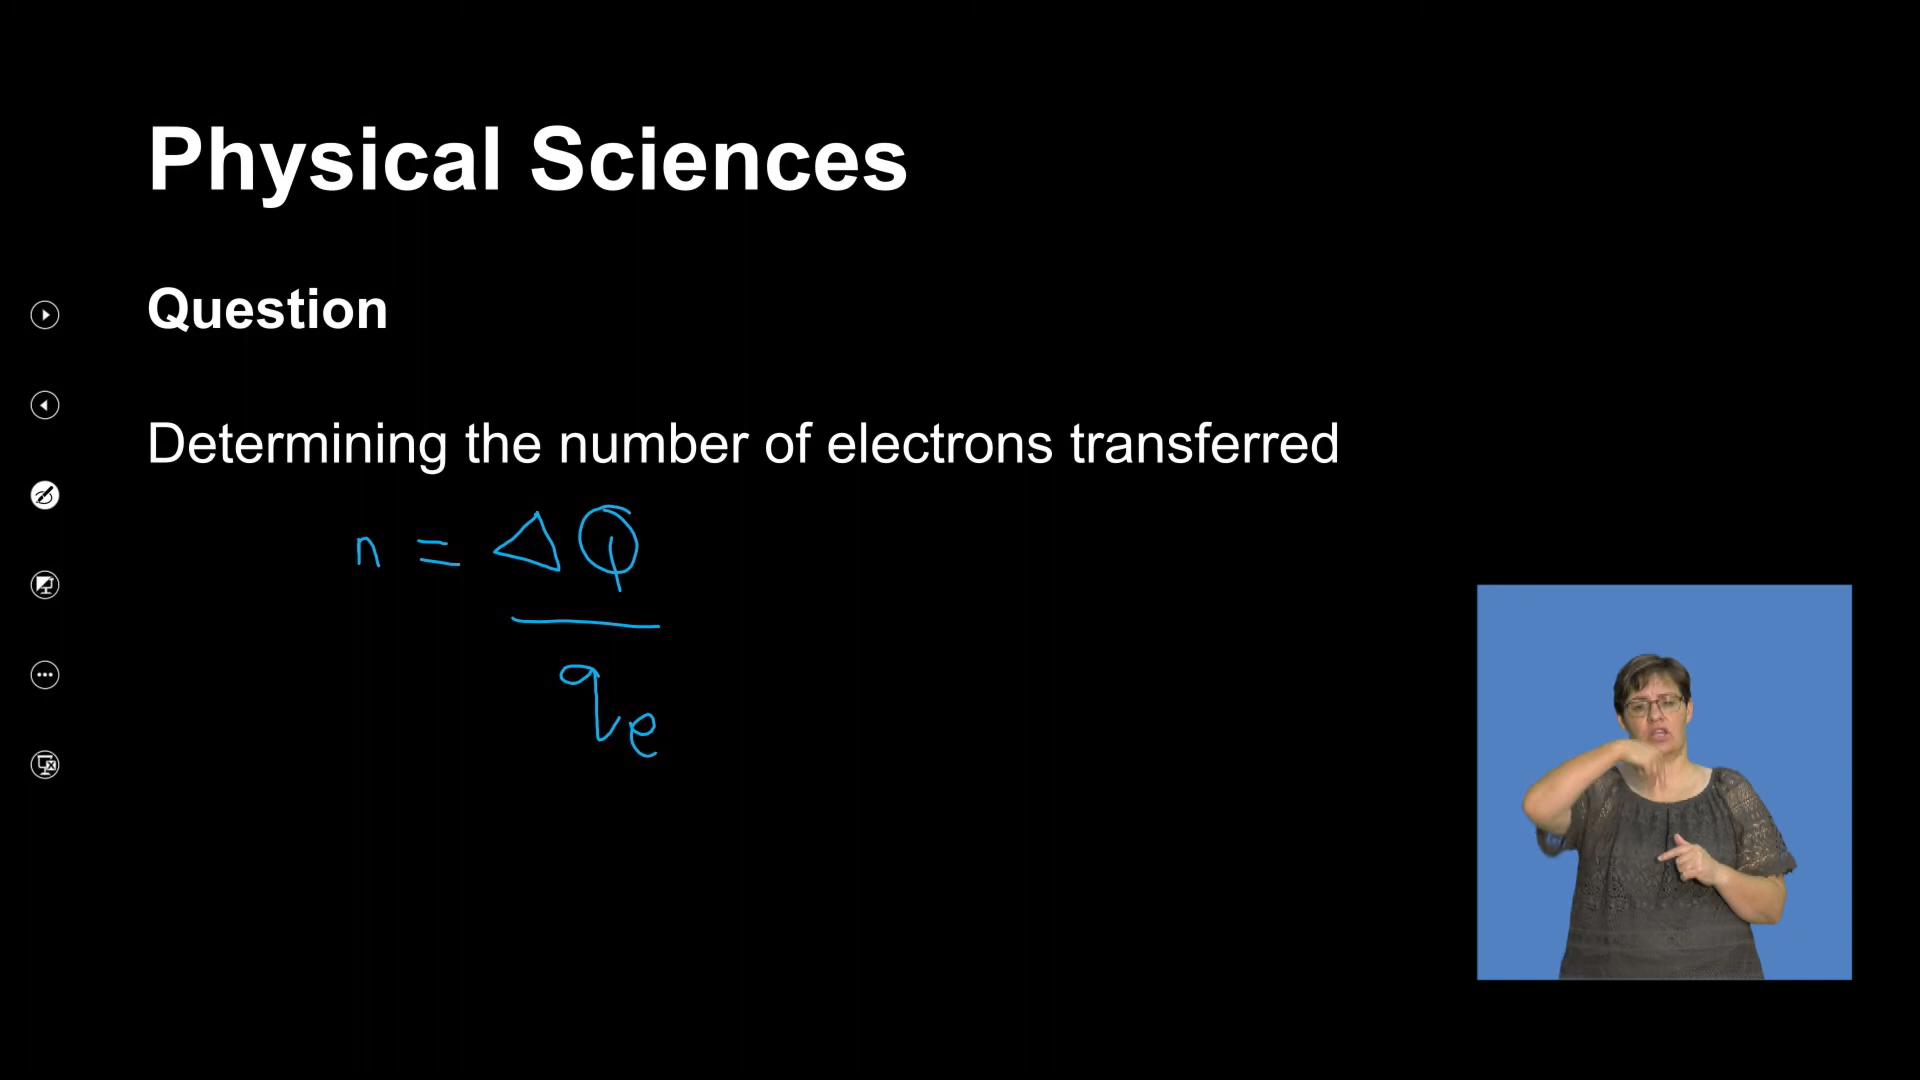 Physical Sciences
Question
Determining the number of electrons transferred
n = ΔQ
qe